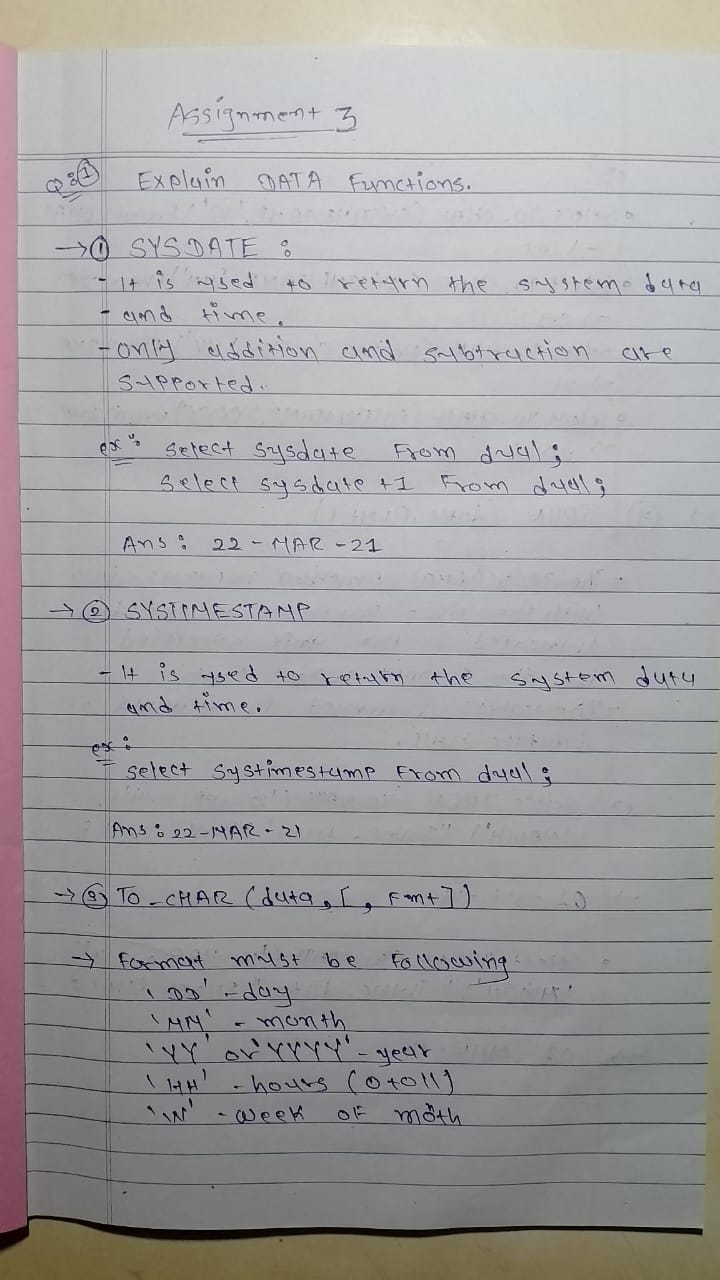 Assignment 3
Q:① Explain DATA Functions.
→① SYSDATE :
- It is used to return the system data
- and time.
- only addition and subtraction are
supported.
ex: Select sysdate From dual;
Select sysdate +1 From dual;
Ans : 22 - MAR - 21
→② SYSTIMESTAMP
- It is used to return the system data
and time.
ex:
- select systimestamp From dual;
Ans : 22-MAR-21
→③ TO_CHAR (data, [, Fmt])
→ Format must be following
'DD' - day
'MM' - month
'YY' or 'YYYY' - year
'HH' - hours (0 to 11)
'W' - week OF moth